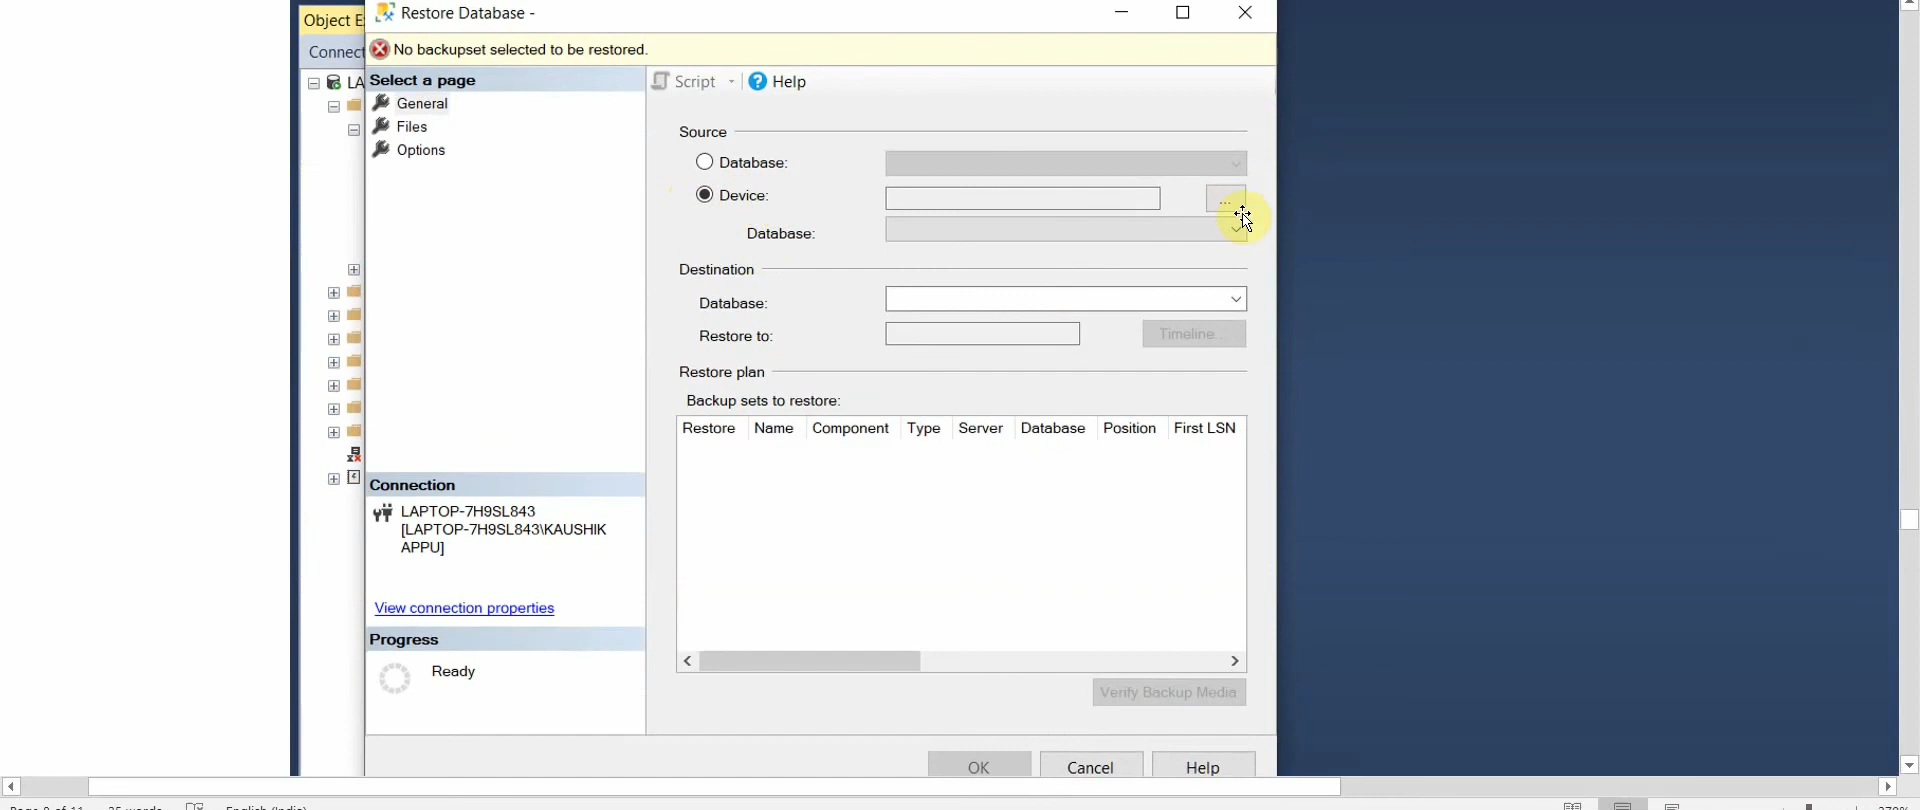 Object E
Restore Database -
Connect
No backupset selected to be restored.
LA
Select a page
General
Files
Options
Script
Help
Source
Database:
Device:
...
Database:
Destination
Database:
Restore to:
Timeline...
Restore plan
Backup sets to restore:
Restore Name Component Type Server Database Position First LSN
Connection
LAPTOP-7H9SL843
[LAPTOP-7H9SL843\KAUSHIK
APPU]
View connection properties
Progress
Ready
Verify Backup Media
OK Cancel Help